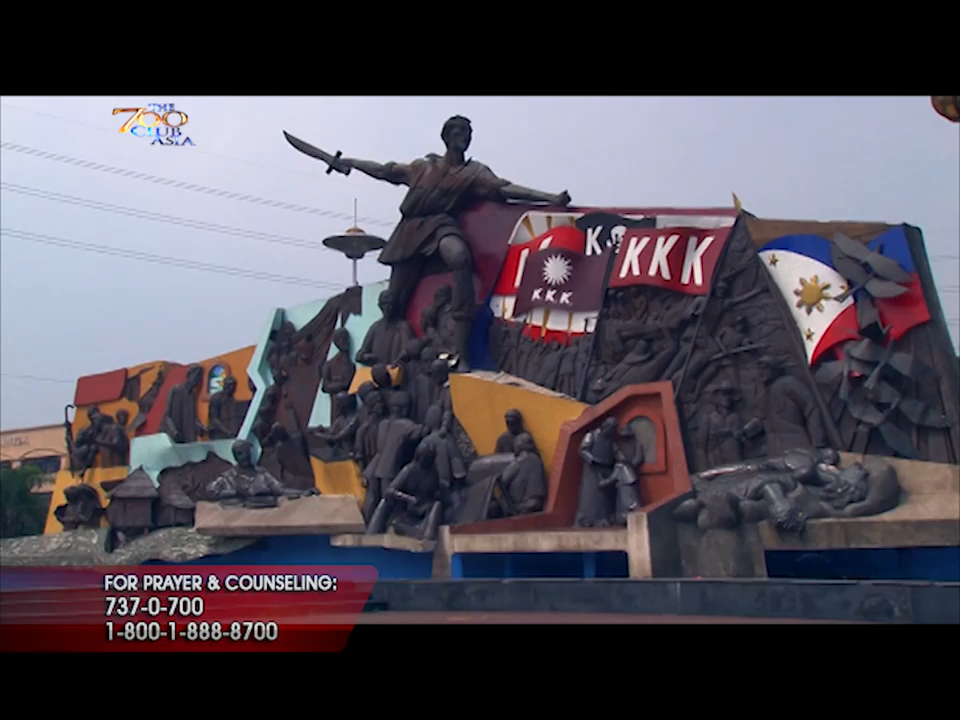 THE
700
CLUB
ASIA
K
K
KKK
KKK
FOR PRAYER & COUNSELING:
737-0-700
1-800-1-888-8700